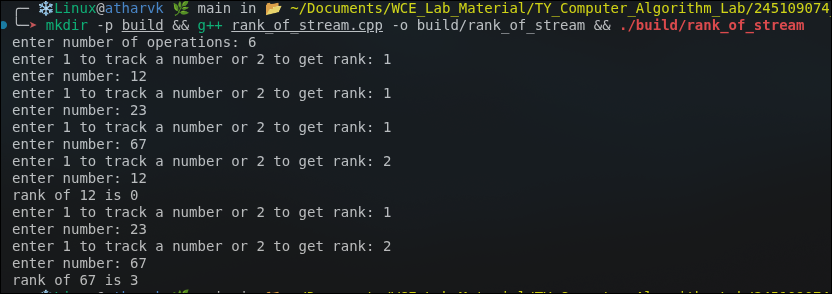 Linux@atharvk main in ~/Documents/WCE_Lab_Material/TY_Computer_Algorithm_Lab/245109074
mkdir -p build && g++ rank_of_stream.cpp -o build/rank_of_stream && ./build/rank_of_stream
enter number of operations: 6
enter 1 to track a number or 2 to get rank: 1
enter number: 12
enter 1 to track a number or 2 to get rank: 1
enter number: 23
enter 1 to track a number or 2 to get rank: 1
enter number: 67
enter 1 to track a number or 2 to get rank: 2
enter number: 12
rank of 12 is 0
enter 1 to track a number or 2 to get rank: 1
enter number: 23
enter 1 to track a number or 2 to get rank: 2
enter number: 67
rank of 67 is 3